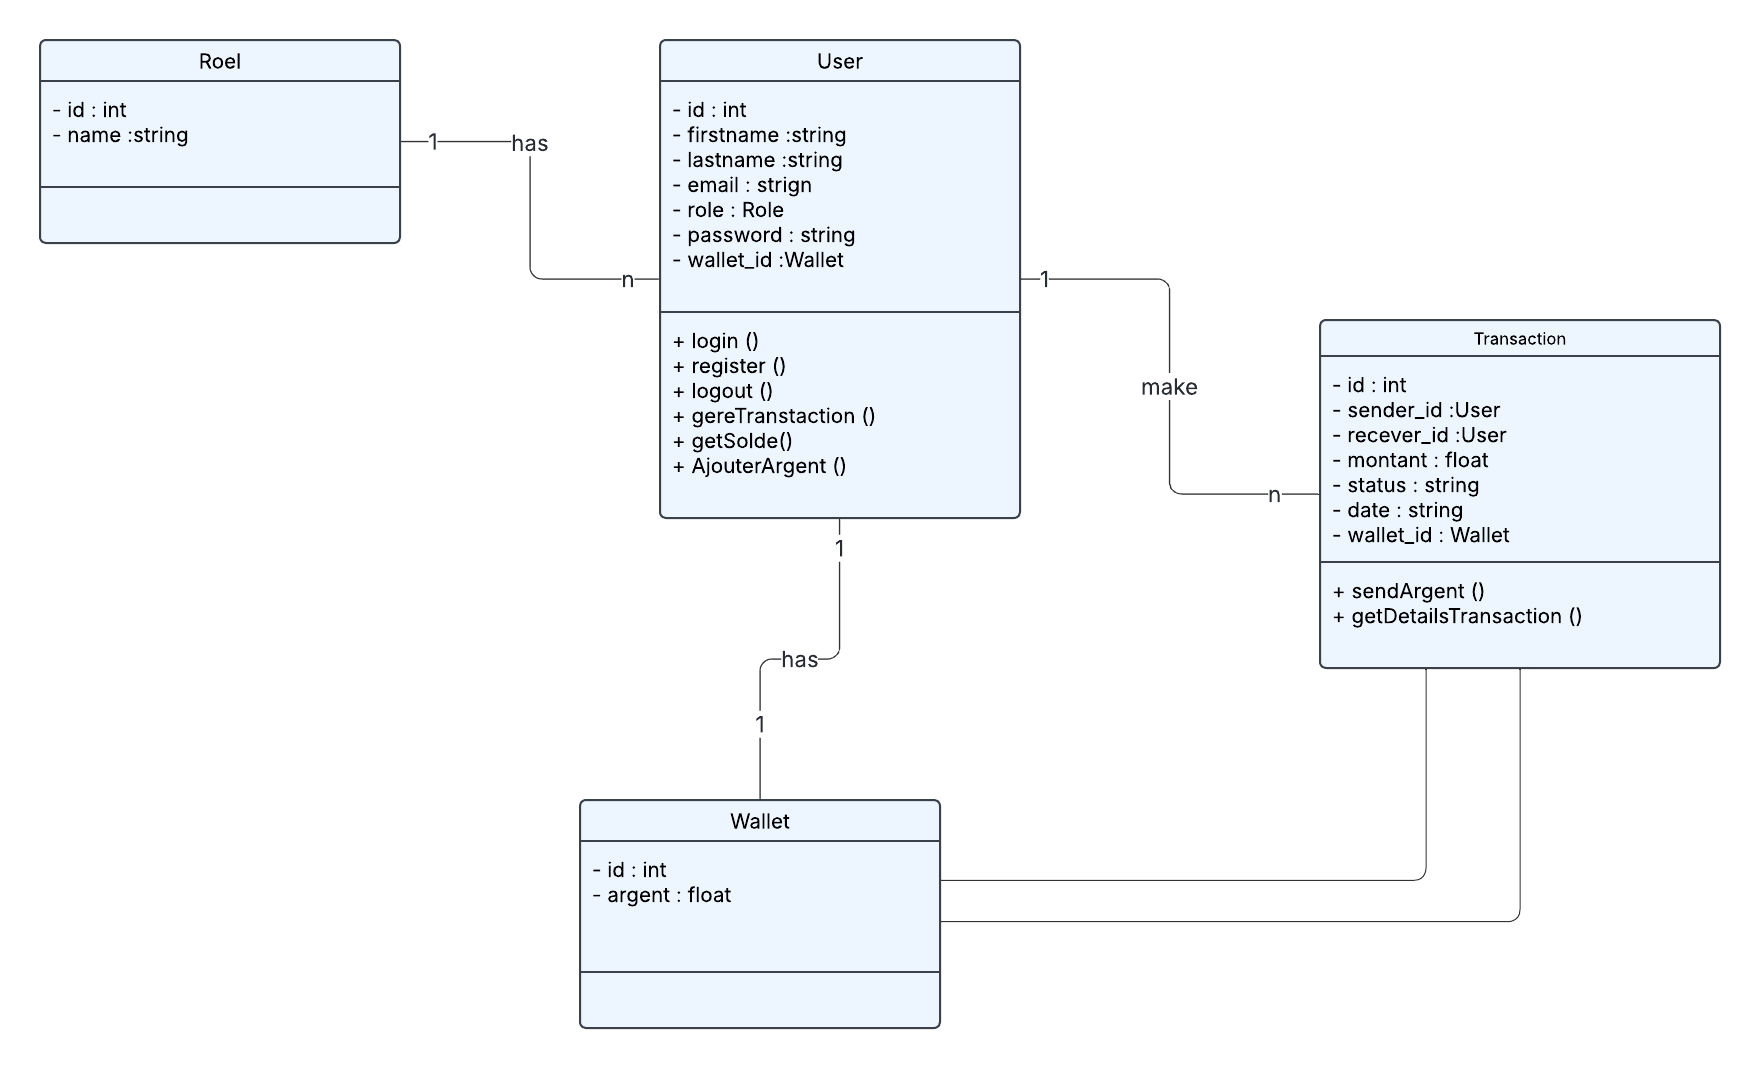 Roel
- id : int
- name :string
1
has
n
User
- id : int
- firstname :string
- lastname :string
- email : strign
- role : Role
- password : string
- wallet_id :Wallet
+ login ()
+ register ()
+ logout ()
+ gereTranstaction ()
+ getSolde()
+ AjouterArgent ()
1
make
n
Transaction
- id : int
- sender_id :User
- recever_id :User
- montant : float
- status : string
- date : string
- wallet_id : Wallet
+ sendArgent ()
+ getDetailsTransaction ()
1
has
1
Wallet
- id : int
- argent : float